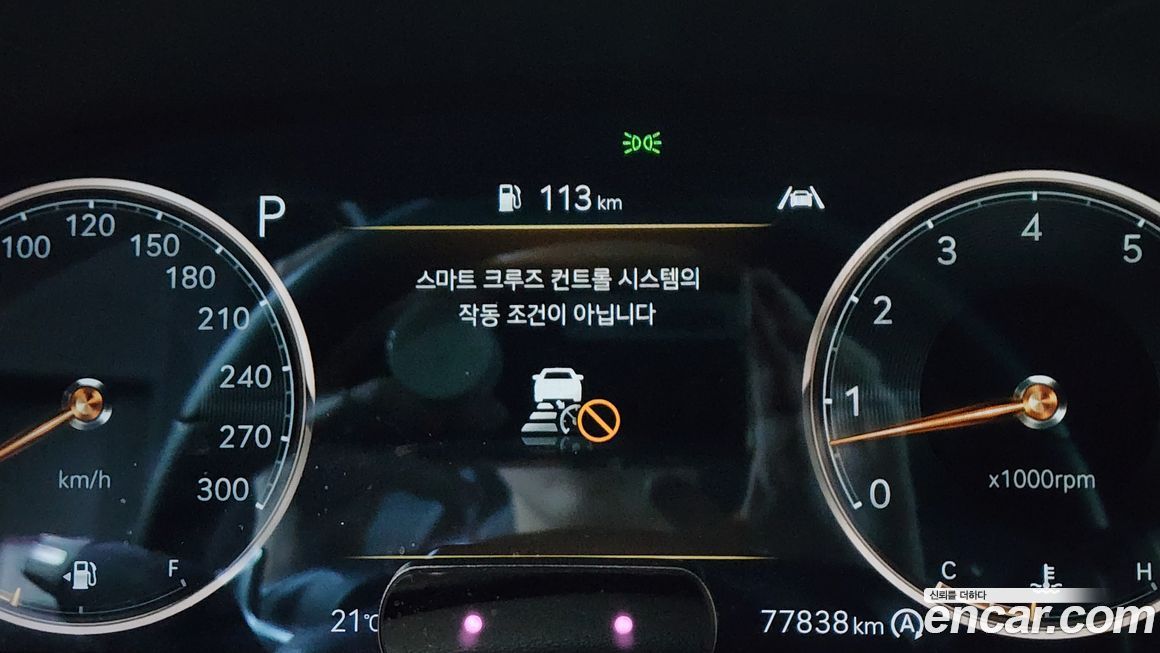 113 km
P
100
120
150
180
210
240
270
300
km/h
F
스마트 크루즈 컨트롤 시스템의
작동 조건이 아닙니다
0
1
2
3
4
5
x1000rpm
C
H
21℃
77838 km
A
신뢰를 더하다
encar.com